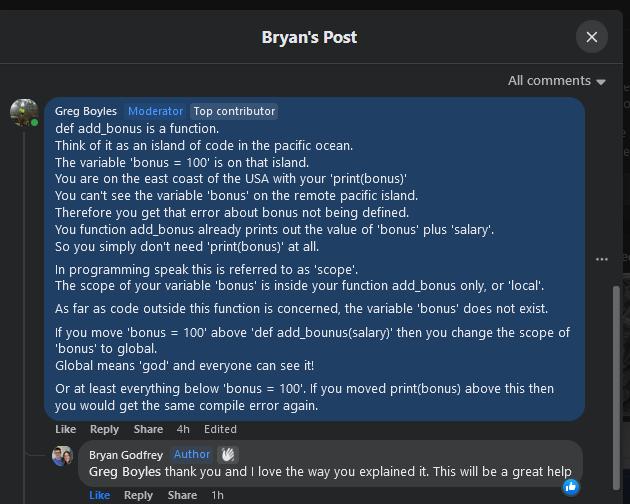 Bryan's Post
All comments
Greg Boyles Moderator Top contributor
def add_bonus is a function.
Think of it as an island of code in the pacific ocean.
The variable 'bonus = 100' is on that island.
You are on the east coast of the USA with your 'print(bonus)'
You can't see the variable 'bonus' on the remote pacific island.
Therefore you get that error about bonus not being defined.
You function add_bonus already prints out the value of 'bonus' plus 'salary'.
So you simply don't need 'print(bonus)' at all.
In programming speak this is referred to as 'scope'.
The scope of your variable 'bonus' is inside your function add_bonus only, or 'local'.
As far as code outside this function is concerned, the variable 'bonus' does not exist.
If you move 'bonus = 100' above 'def add_bounus(salary)' then you change the scope of
'bonus' to global.
Global means 'god' and everyone can see it!
Or at least everything below 'bonus = 100'. If you moved print(bonus) above this then
you would get the same compile error again.
Like Reply Share 4h Edited
Bryan Godfrey Author
Greg Boyles thank you and I love the way you explained it. This will be a great help
Like Reply Share 1h